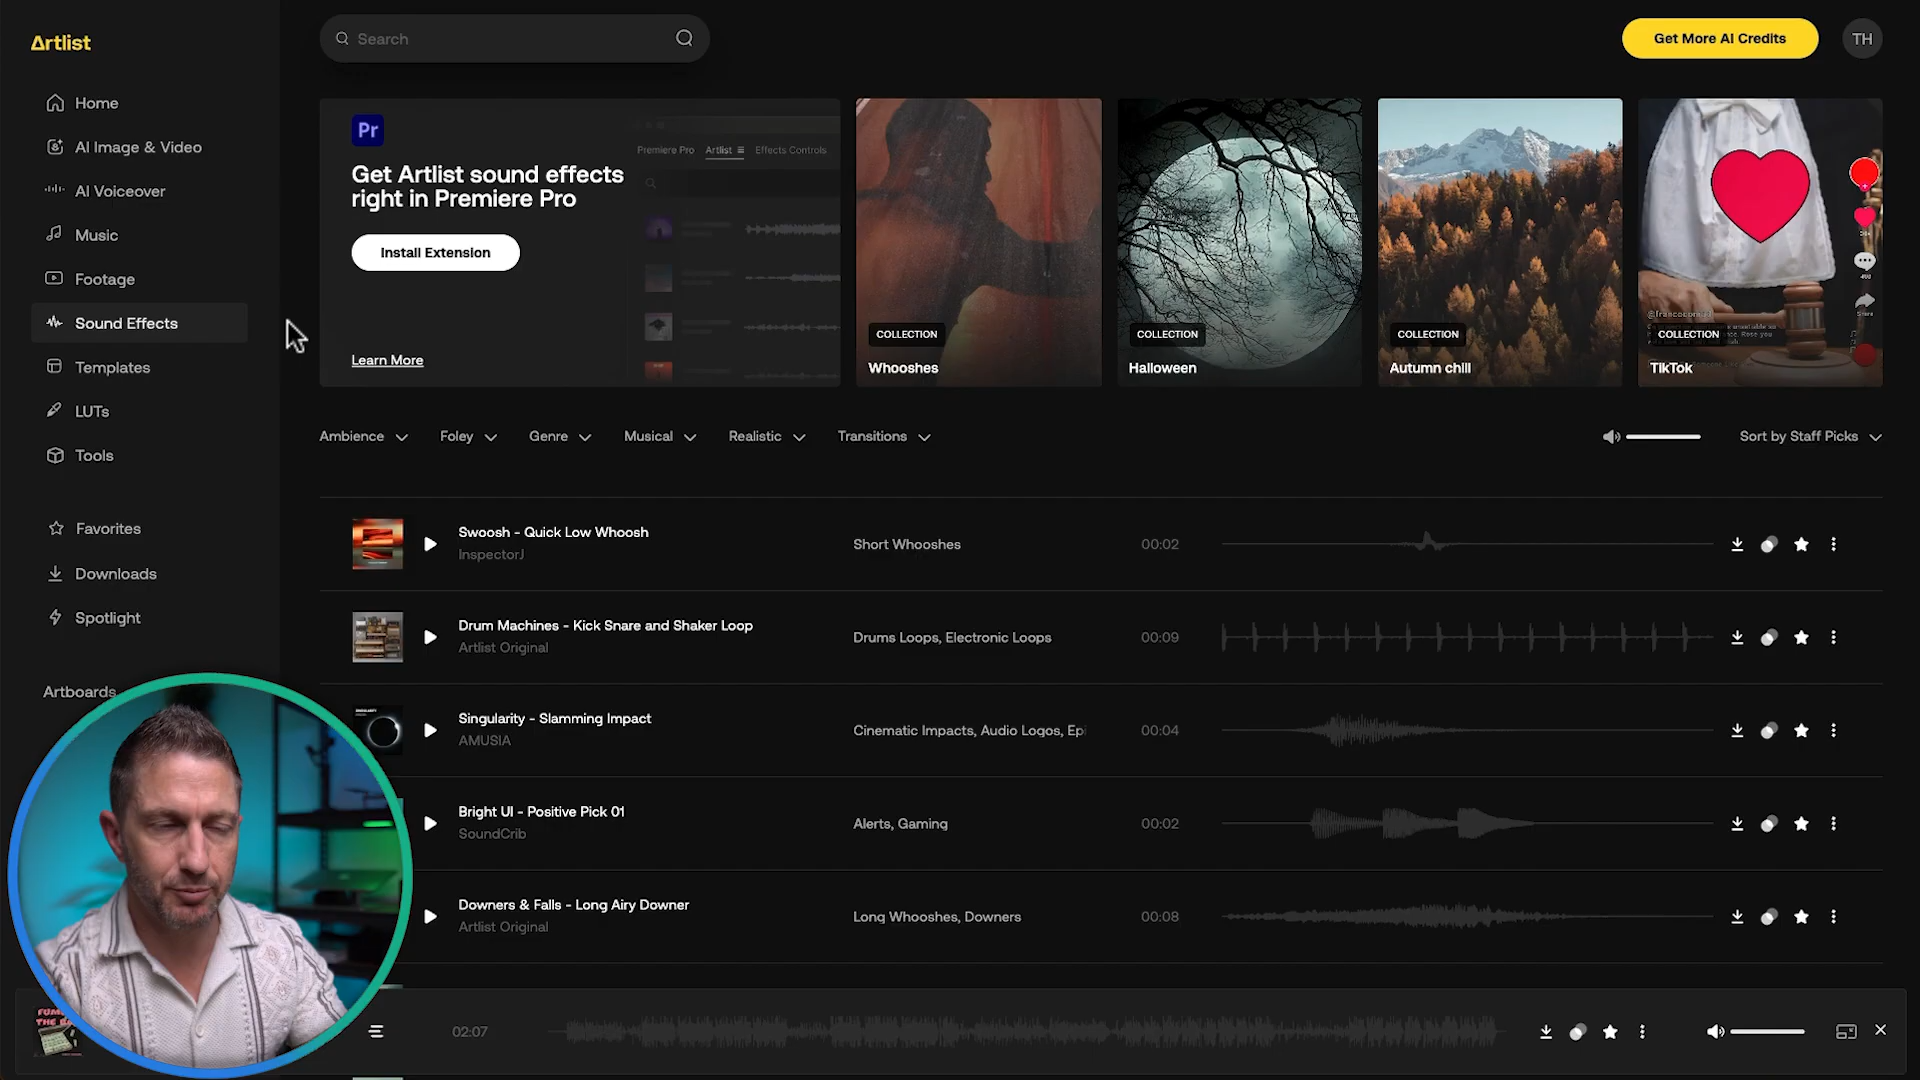 Artlist
Search
Get More AI Credits
TH
Home
AI Image & Video
AI Voiceover
Music
Footage
Sound Effects
Templates
LUTs
Tools
Favorites
Downloads
Spotlight
Artboards
Pr
Get Artlist sound effects
right in Premiere Pro
Install Extension
Learn More
Premiere Pro Artlist Effects Controls
COLLECTION
Whooshes
COLLECTION
Halloween
COLLECTION
Autumn chill
COLLECTION
TikTok
Ambience
Foley
Genre
Musical
Realistic
Transitions
Sort by Staff Picks
Swoosh - Quick Low Whoosh
InspectorJ
Short Whooshes
00:02
Drum Machines - Kick Snare and Shaker Loop
Artlist Original
Drums Loops, Electronic Loops
00:09
Singularity - Slamming Impact
AMUSIA
Cinematic Impacts, Audio Logos, Epi
00:04
Bright UI - Positive Pick 01
SoundCrib
Alerts, Gaming
00:02
Downers & Falls - Long Airy Downer
Artlist Original
Long Whooshes, Downers
00:08
02:07